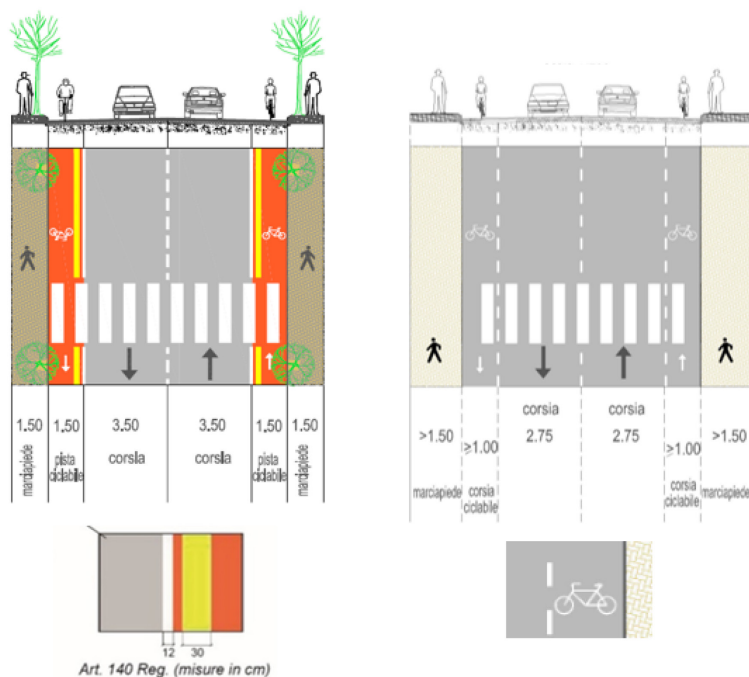 1.50
1.50
3.50
3.50
1.50
1.50
marciapiede
pista
ciclabile
corsia
corsia
pista
ciclabile
marciapiede
12
30
Art. 140 Reg. (misure in cm)
>1.50
≥1.00
corsia
2.75
corsia
2.75
>1.00
>1.50
marciapiede
corsia
ciclabile
corsia
ciclabile
marciapiede